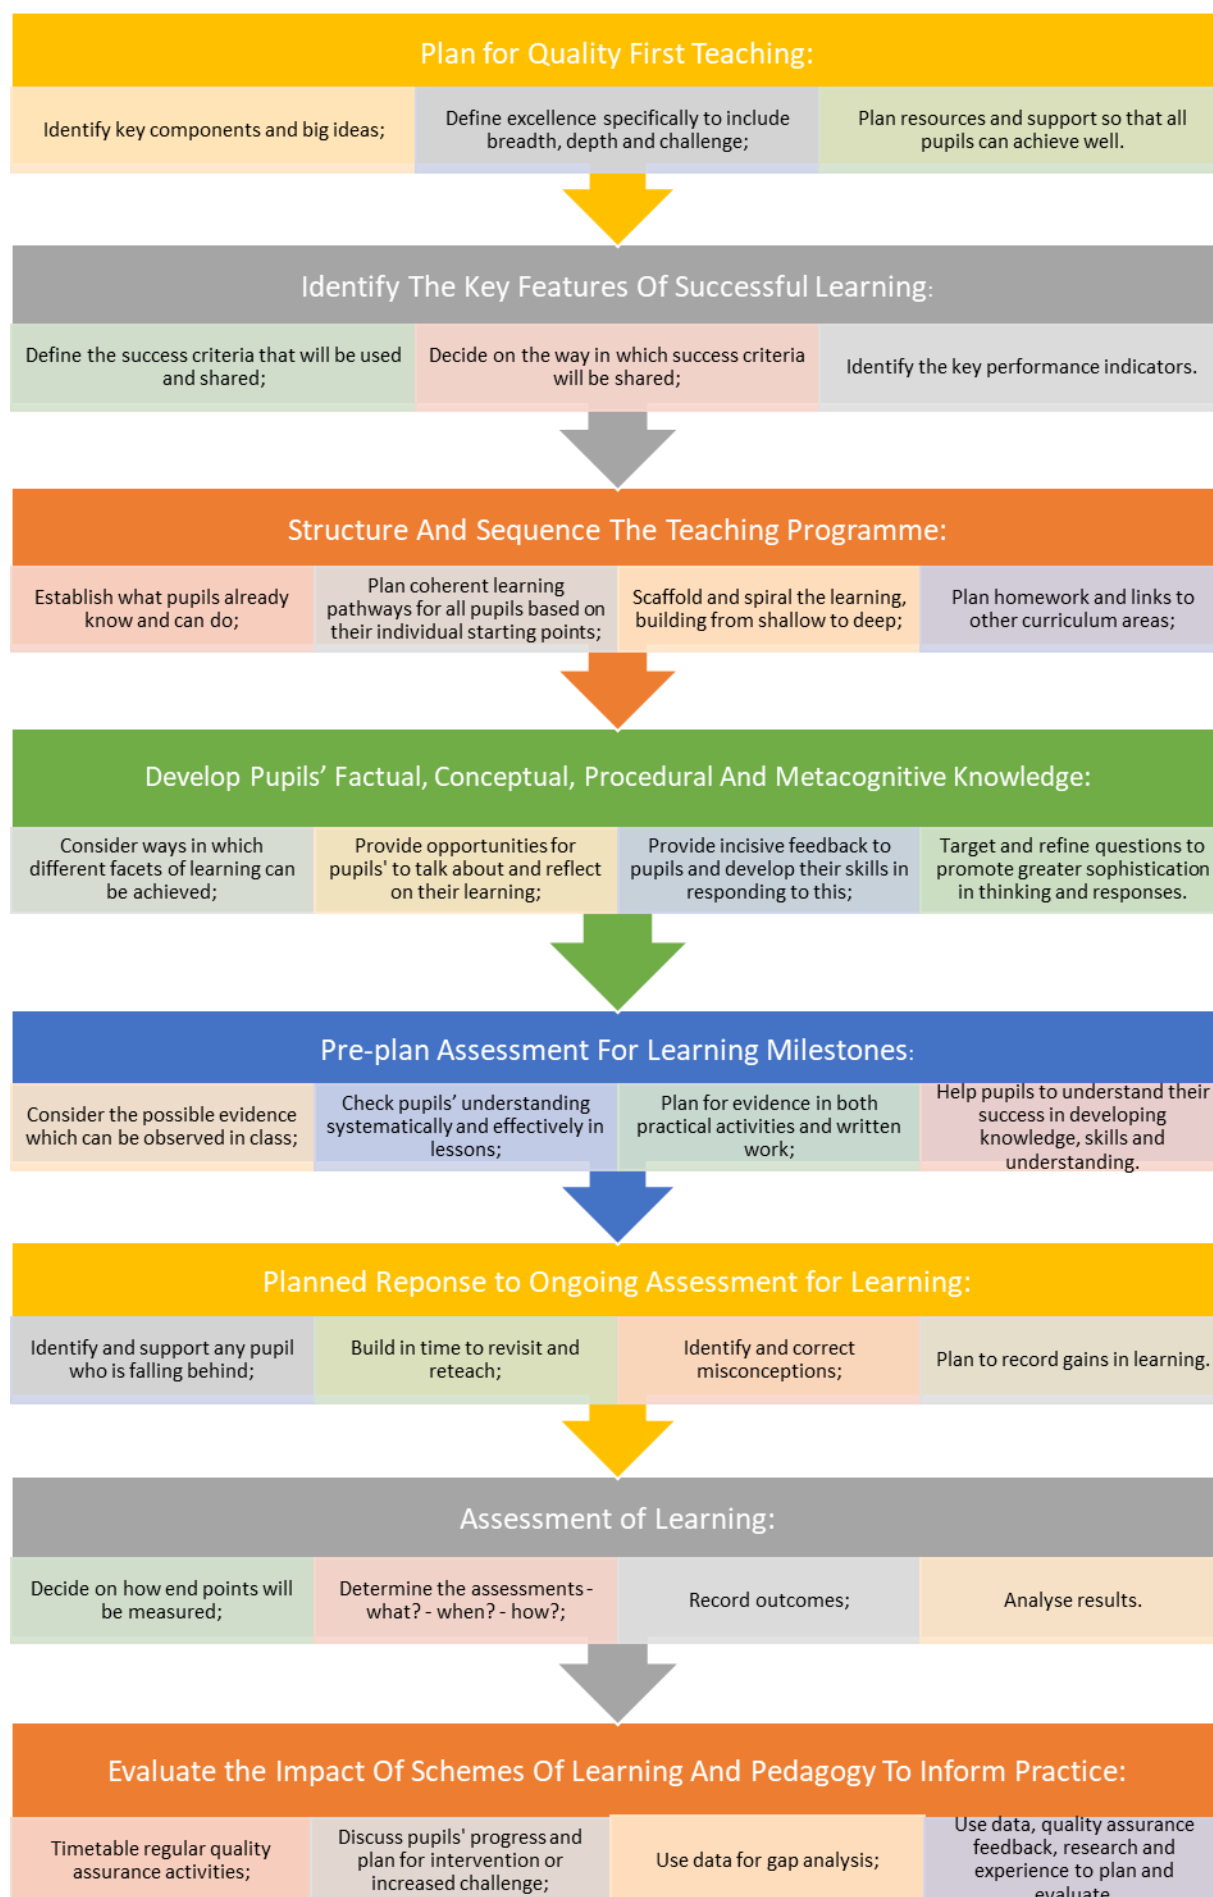 Plan for Quality First Teaching:
Identify key components and big ideas;
Define excellence specifically to include
breadth, depth and challenge;
Plan resources and support so that all
pupils can achieve well.
Identify The Key Features Of Successful Learning:
Define the success criteria that will be used
and shared;
Decide on the way in which success criteria
will be shared;
Identify the key performance indicators.
Structure And Sequence The Teaching Programme:
Establish what pupils already
know and can do;
Plan coherent learning
pathways for all pupils based on
their individual starting points;
Scaffold and spiral the learning,
building from shallow to deep;
Plan homework and links to
other curriculum areas;
Develop Pupils’ Factual, Conceptual, Procedural And Metacognitive Knowledge:
Consider ways in which
different facets of learning can
be achieved;
Provide opportunities for
pupils' to talk about and reflect
on their learning;
Provide incisive feedback to
pupils and develop their skills in
responding to this;
Target and refine questions to
promote greater sophistication
in thinking and responses.
Pre-plan Assessment For Learning Milestones:
Consider the possible evidence
which can be observed in class;
Check pupils’ understanding
systematically and effectively in
lessons;
Plan for evidence in both
practical activities and written
work;
Help pupils to understand their
success in developing
knowledge, skills and
understanding.
Planned Reponse to Ongoing Assessment for Learning:
Identify and support any pupil
who is falling behind;
Build in time to revisit and
reteach;
Identify and correct
misconceptions;
Plan to record gains in learning.
Assessment of Learning:
Decide on how end points will
be measured;
Determine the assessments -
what? - when? - how?;
Record outcomes;
Analyse results.
Evaluate the Impact Of Schemes Of Learning And Pedagogy To Inform Practice:
Timetable regular quality
assurance activities;
Discuss pupils' progress and
plan for intervention or
increased challenge;
Use data for gap analysis;
Use data, quality assurance
feedback, research and
experience to plan and
evaluate